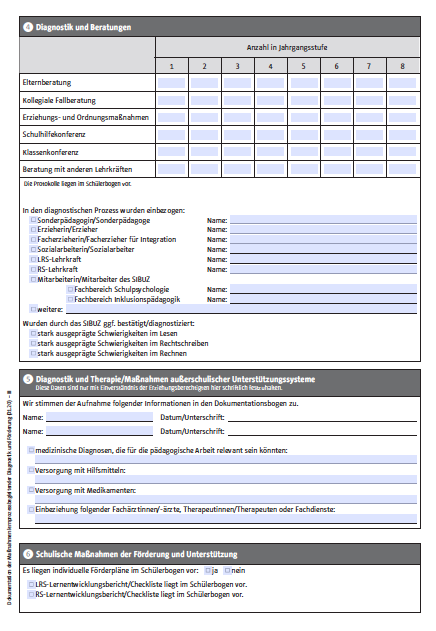 4 Diagnostik und Beratungen
Anzahl in Jahrgangsstufe
1 2 3 4 5 6 7 8
Elternberatung
Kollegiale Fallberatung
Erziehungs- und Ordnungsmaßnahmen
Schulhilfekonferenz
Klassenkonferenz
Beratung mit anderen Lehrkräften
Die Protokolle liegen im Schülerbogen vor.
In den diagnostischen Prozess wurden einbezogen:
Sonderpädagogin/Sonderpädagoge Name:
Erzieherin/Erzieher Name:
Facherzieherin/Facherzieher für Integration Name:
Sozialarbeiterin/Sozialarbeiter Name:
LRS-Lehrkraft Name:
RS-Lehrkraft Name:
Mitarbeiterin/Mitarbeiter des SIBUZ
Fachbereich Schulpsychologie Name:
Fachbereich Inklusionspädagogik Name:
weitere:
Wurden durch das SIBUZ ggf. bestätigt/diagnostiziert:
stark ausgeprägte Schwierigkeiten im Lesen
stark ausgeprägte Schwierigkeiten im Rechtschreiben
stark ausgeprägte Schwierigkeiten im Rechnen
5 Diagnostik und Therapie/Maßnahmen außerschulischer Unterstützungssysteme
Diese Daten sind nur mit Einverständnis der Erziehungsberechtigten hier schriftlich festzuhalten.
Wir stimmen der Aufnahme folgender Informationen in den Dokumentationsbogen zu.
Name: Datum/Unterschrift:
Name: Datum/Unterschrift:
medizinische Diagnosen, die für die pädagogische Arbeit relevant sein könnten:
Versorgung mit Hilfsmitteln:
Versorgung mit Medikamenten:
Einbeziehung folgender Fachärztinnen/-ärzte, Therapeutinnen/Therapeuten oder Fachdienste:
6 Schulische Maßnahmen der Förderung und Unterstützung
Es liegen individuelle Förderpläne im Schülerbogen vor: ja nein
LRS-Lernentwicklungsbericht/Checkliste liegt im Schülerbogen vor.
RS-Lernentwicklungsbericht/Checkliste liegt im Schülerbogen vor.
Dokumentation der Maßnahmen lernprozessbegleitender Diagnostik und Förderung